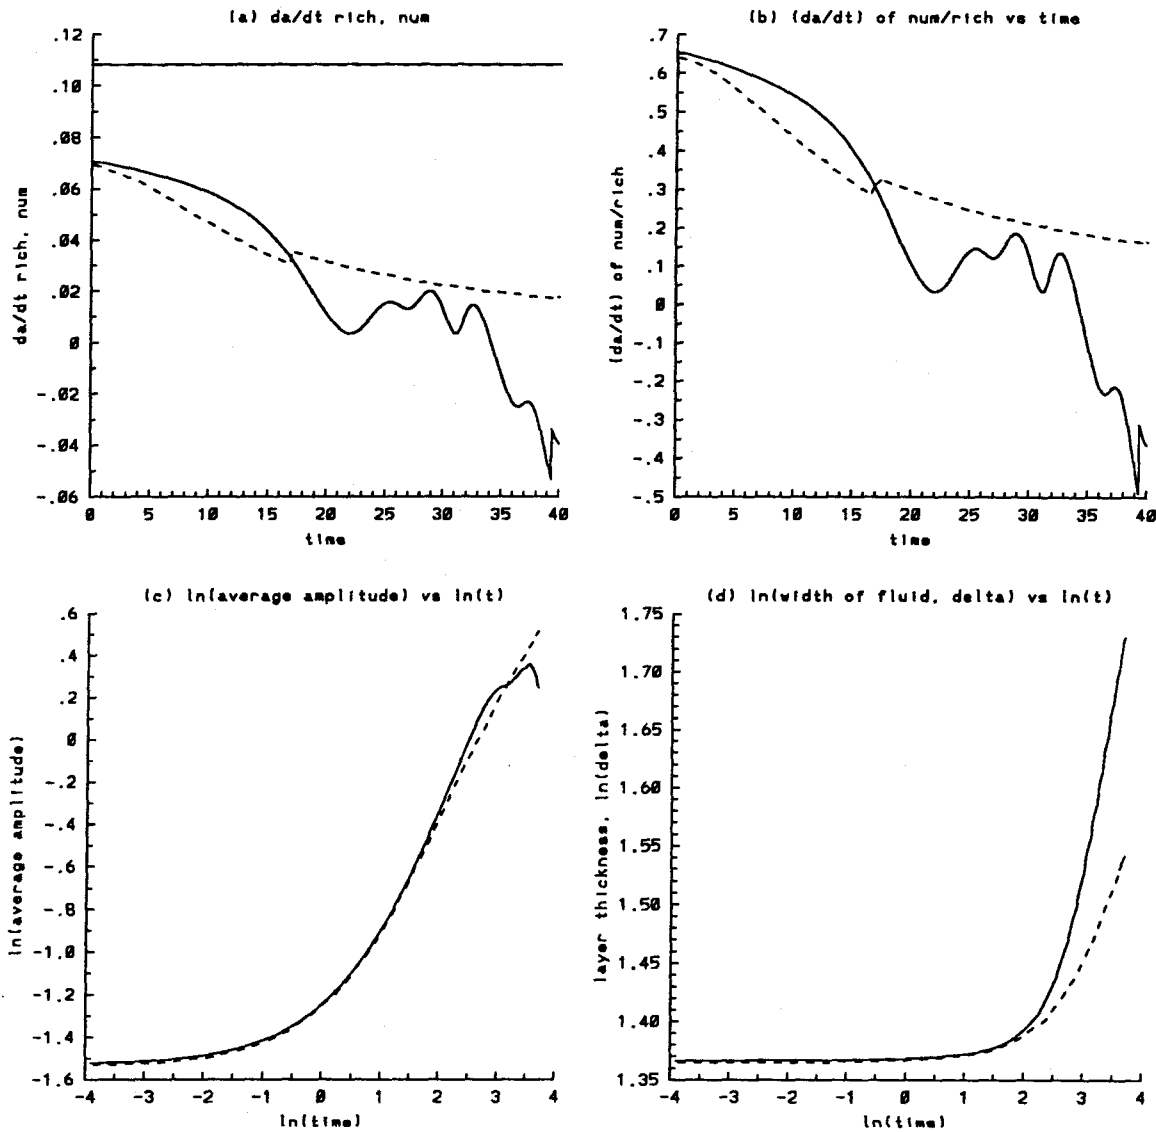 (a) da/dt rich, num
.12
.10
.08
.06
.04
.02
0
-.02
-.04
-.06
da/dt rich, num
0 5 10 15 20 25 30 35 40
time
(b) (da/dt) of num/rich vs time
.7
.6
.5
.4
.3
.2
.1
0
-.1
-.2
-.3
-.4
-.5
(da/dt) of num/rich
0 5 10 15 20 25 30 35 40
time
(c) ln(average amplitude) vs ln(t)
.6
.4
.2
0
-.2
-.4
-.6
-.8
-1.0
-1.2
-1.4
-1.6
ln(average amplitude)
-4 -3 -2 -1 0 1 2 3 4
ln(time)
(d) ln(width of fluid, delta) vs ln(t)
1.75
1.70
1.65
1.60
1.55
1.50
1.45
1.40
1.35
layer thickness, ln(delta)
-4 -3 -2 -1 0 1 2 3 4
ln(time)